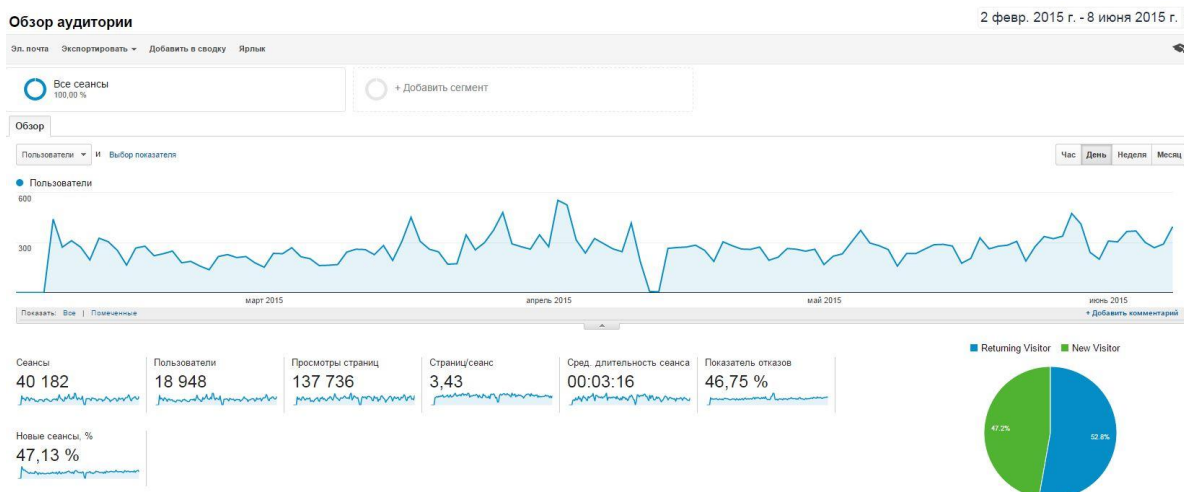 Обзор аудитории
2 февр. 2015 г. - 8 июня 2015 г.
Эл. почта Экспортировать Добавить в сводку Ярлык
Все сеансы
100,00 %
+ Добавить сегмент
Обзор
Пользователи и Выбор показателя
Час День Неделя Месяц
Пользователи
600
300
март 2015 апрель 2015 май 2015 июнь 2015
Показать: Все | Помеченные
+ Добавить комментарий
Сеансы
40 182
Пользователи
18 948
Просмотры страниц
137 736
Страниц/сеанс
3,43
Сред. длительность сеанса
00:03:16
Показатель отказов
46,75 %
Новые сеансы, %
47,13 %
Returning Visitor New Visitor
47.2%
52.8%